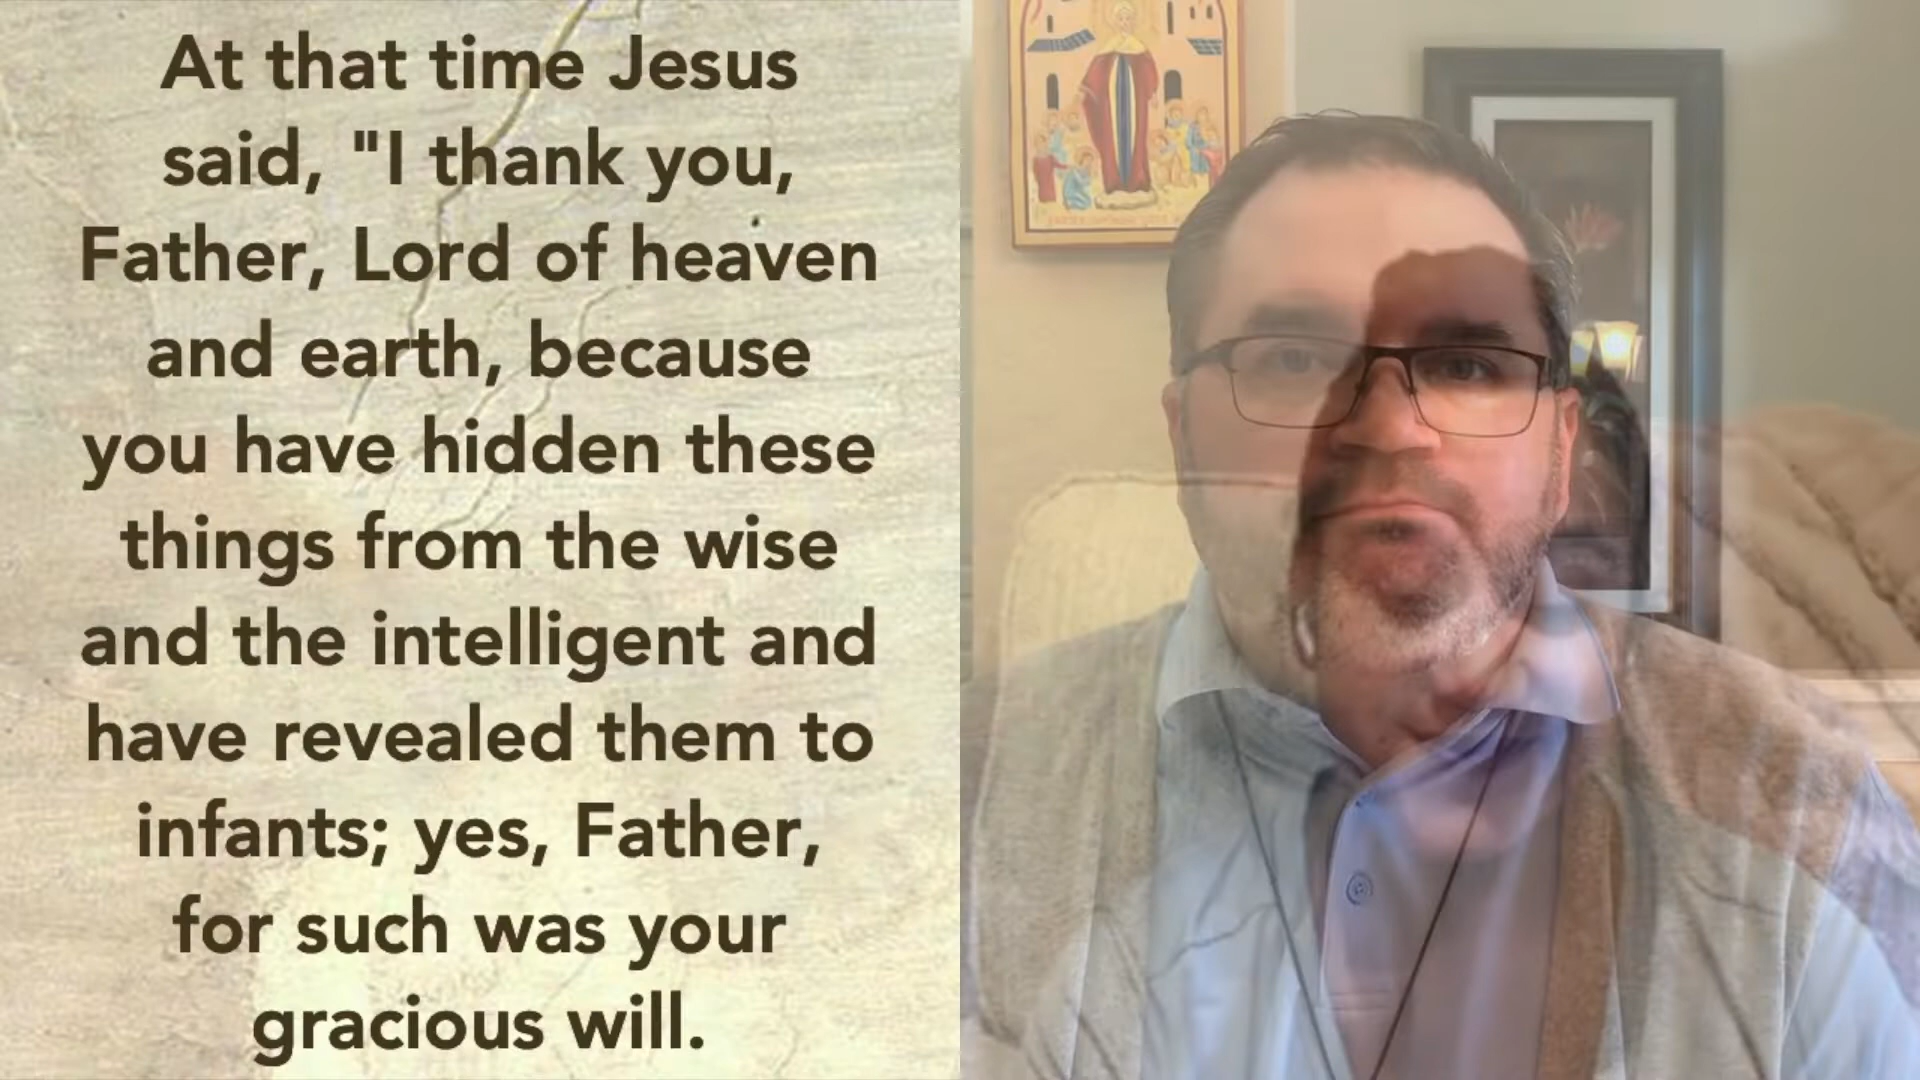 At that time Jesus
said, "I thank you,
Father, Lord of heaven
and earth, because
you have hidden these
things from the wise
and the intelligent and
have revealed them to
infants; yes, Father,
for such was your
gracious will.